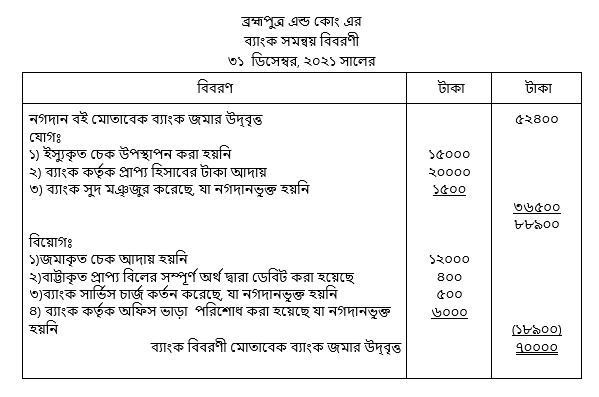 ব্রহ্মপুত্র এন্ড কোং এর
ব্যাংক সমন্বয় বিবরণী
৩১ ডিসেম্বর, ২০২১ সালের
বিবরণ টাকা টাকা
নগদান বই মোতাবেক ব্যাংক জমার উদ্‌বৃত্ত ৫২৪০০
যোগঃ
১) ইস্যুকৃত চেক উপস্থাপন করা হয়নি ১৫০০০
২) ব্যাংক কর্তৃক প্রাপ্য হিসাবের টাকা আদায় ২০০০০
৩) ব্যাংক সুদ মঞ্জুর করেছে, যা নগদানভুক্ত হয়নি ১৫০০
৩৬৫০০
৮৮৯০০
বিয়োগঃ
১)জমাকৃত চেক আদায় হয়নি ১২০০০
২)বাট্টাকৃত প্রাপ্য বিলের সম্পূর্ণ অর্থ দ্বারা ডেবিট করা হয়েছে ৪০০
৩)ব্যাংক সার্ভিস চার্জ কর্তন করেছে, যা নগদানভুক্ত হয়নি ৫০০
৪) ব্যাংক কর্তৃক অফিস ভাড়া পরিশোধ করা হয়েছে যা নগদানভুক্ত ৬০০০
হয়নি (১৮৯০০)
ব্যাংক বিবরণী মোতাবেক ব্যাংক জমার উদ্‌বৃত্ত ৭০০০০